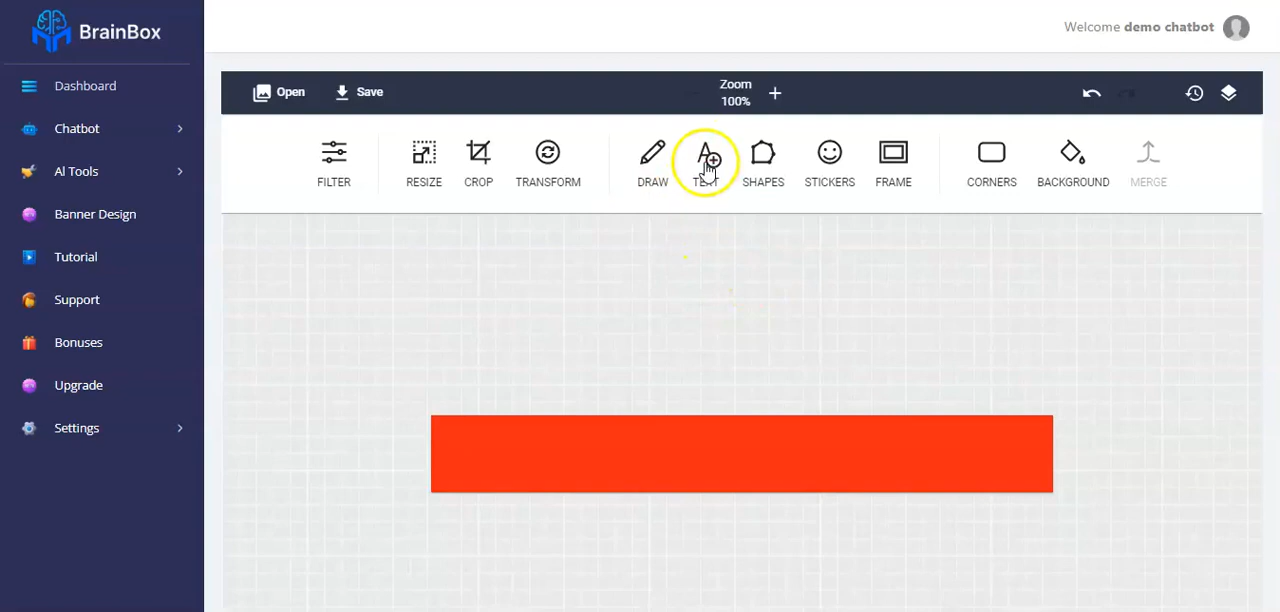 BrainBox
Welcome demo chatbot
Dashboard
Chatbot
AI Tools
Banner Design
Tutorial
Support
Bonuses
Upgrade
Settings
Open
Save
Zoom
100%
FILTER
RESIZE
CROP
TRANSFORM
DRAW
TEXT
SHAPES
STICKERS
FRAME
CORNERS
BACKGROUND
MERGE